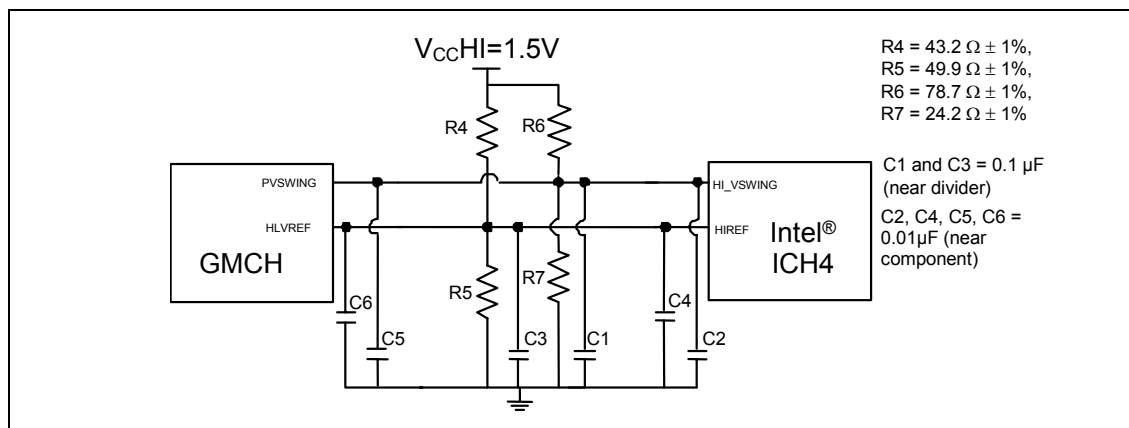 V_CCHI=1.5V
R4 = 43.2 Ω ± 1%,
R5 = 49.9 Ω ± 1%,
R6 = 78.7 Ω ± 1%,
R7 = 24.2 Ω ± 1%
R4
R6
PVSWING
HI_VSWING
C1 and C3 = 0.1 µF
(near divider)
HLVREF
HIREF
C2, C4, C5, C6 =
0.01µF (near
component)
GMCH
Intel®
ICH4
R5
R7
C6
C5
C3
C1
C4
C2